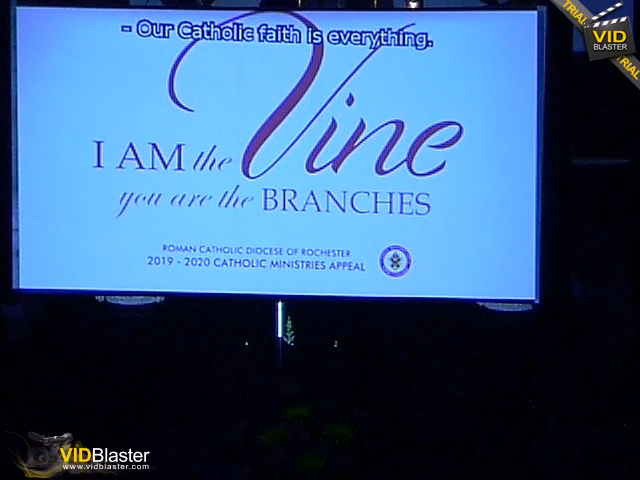 - Our Catholic faith is everything.
I AM the Vine
you are the BRANCHES
ROMAN CATHOLIC DIOCESE OF ROCHESTER
2019 - 2020 CATHOLIC MINISTRIES APPEAL
TRIAL
VID
BLASTER
TRIAL
VIDBlaster
www.vidblaster.com